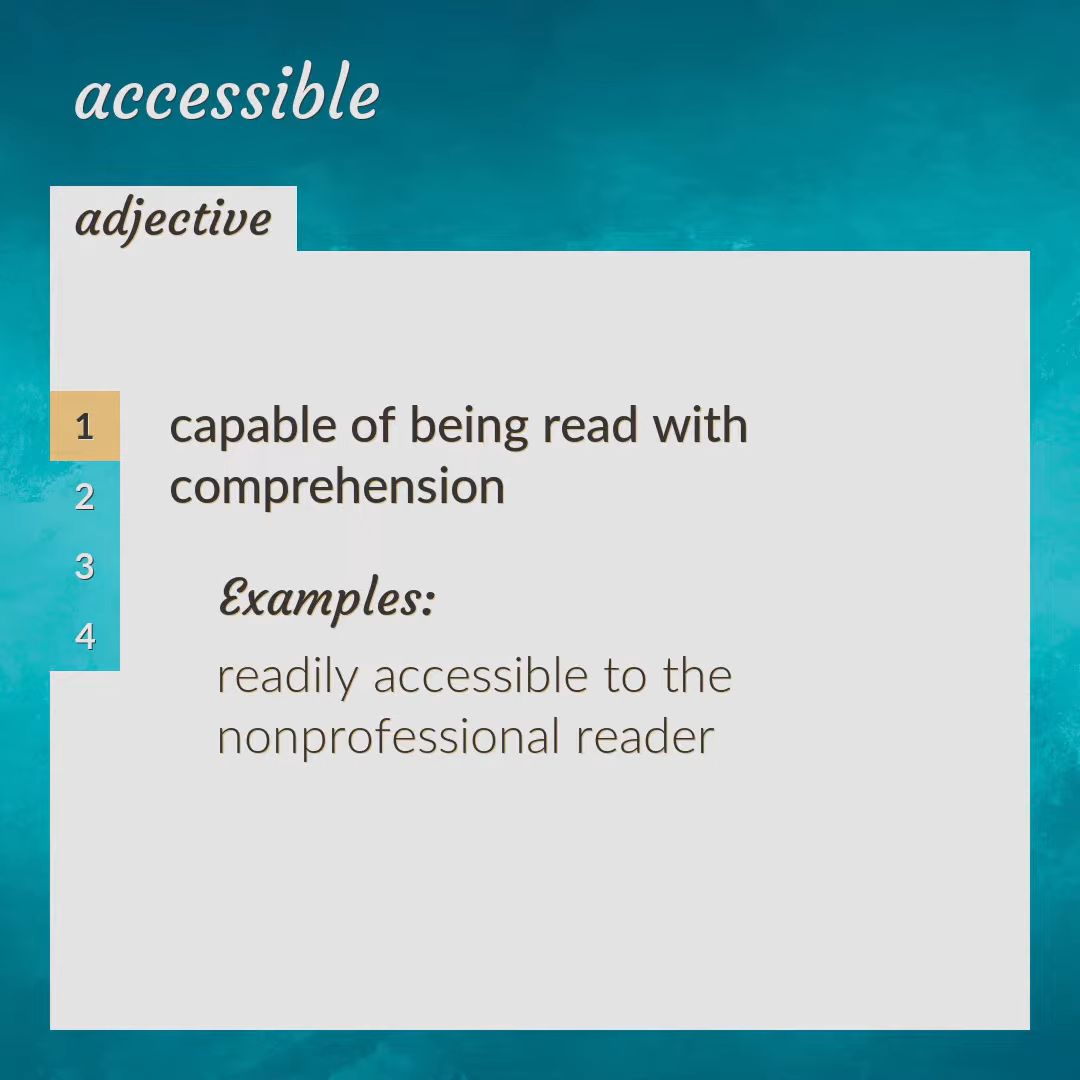 accessible
adjective
1
capable of being read with
comprehension
2
3
4
Examples:
readily accessible to the
nonprofessional reader